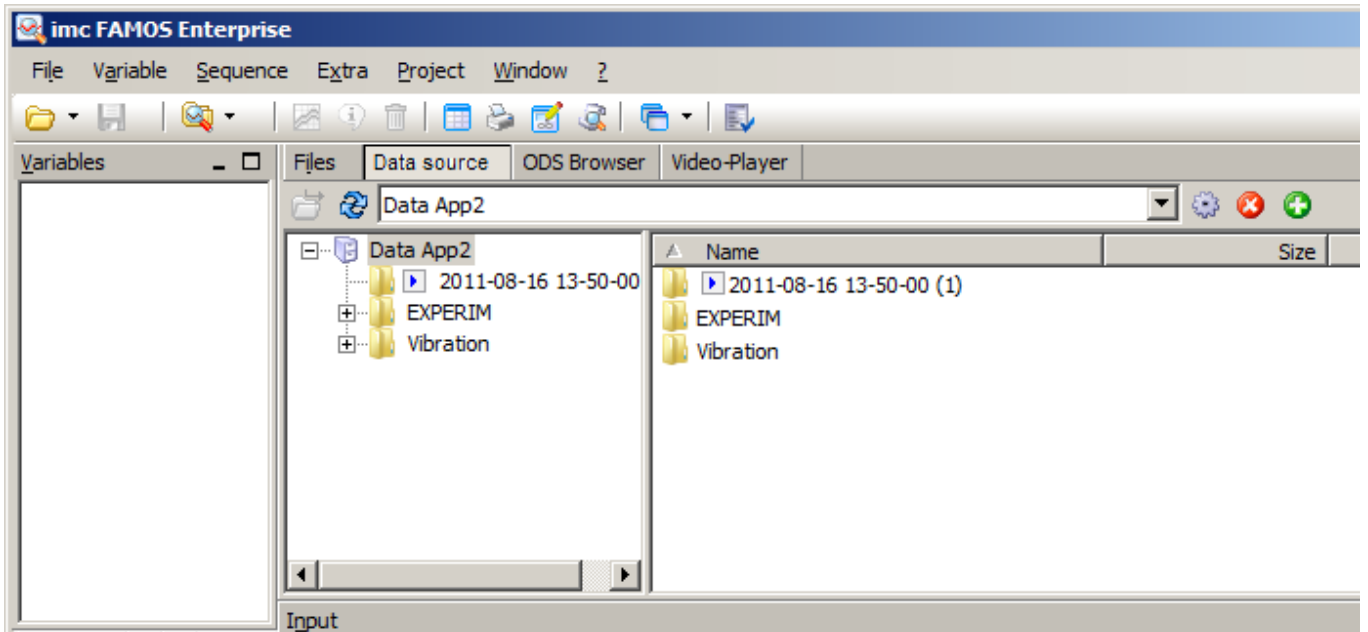 imc FAMOS Enterprise
File Variable Sequence Extra Project Window ?
Variables
Files Data source ODS Browser Video-Player
Data App2
Data App2
2011-08-16 13-50-00
EXPERIM
Vibration
Name Size
2011-08-16 13-50-00 (1)
EXPERIM
Vibration
Input